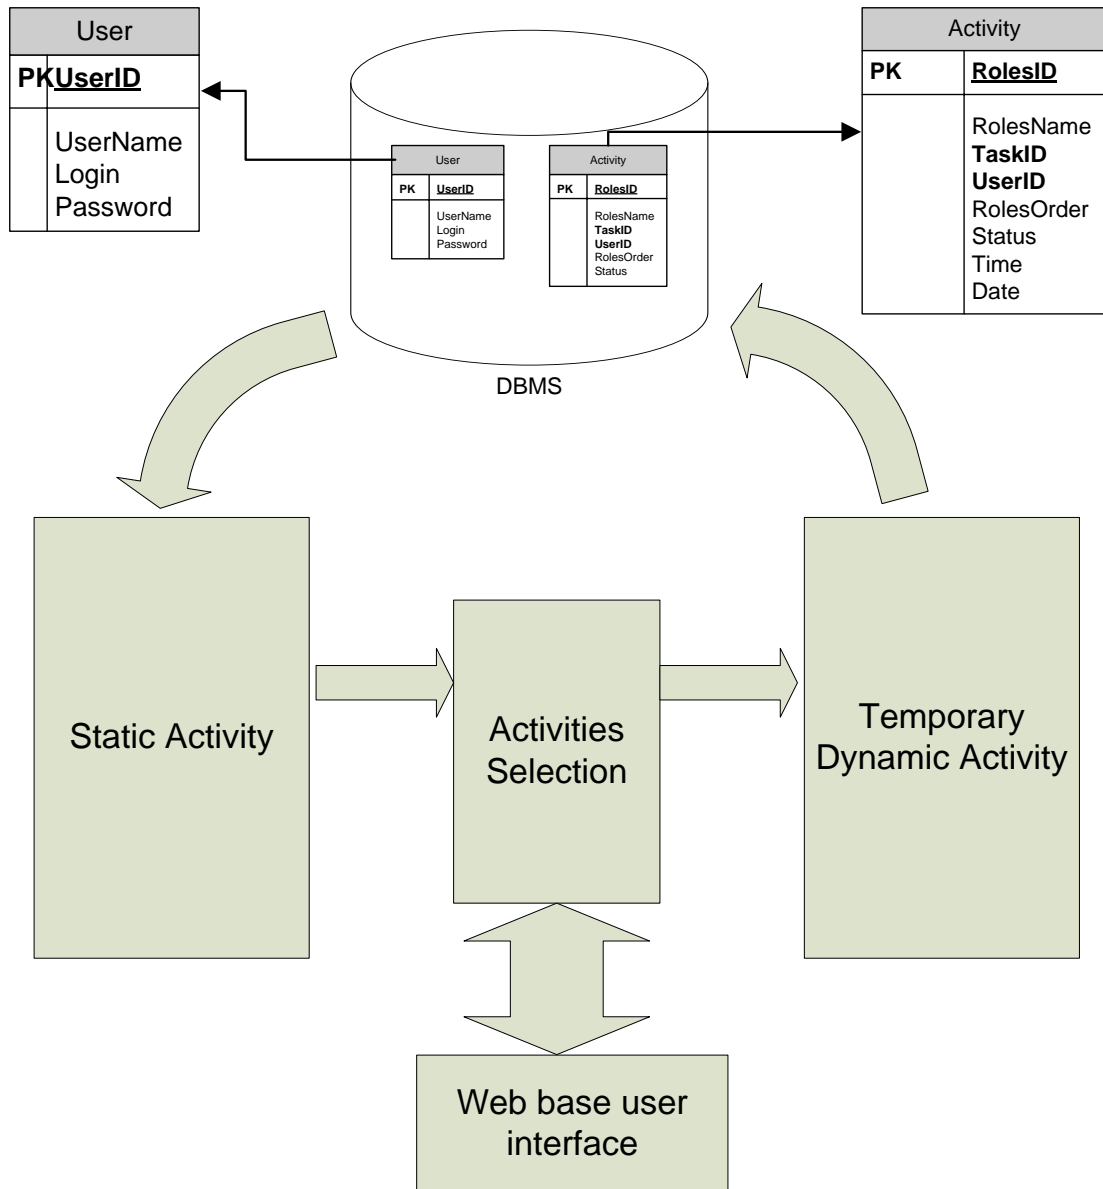 User
PK UserID
UserName
Login
Password
Activity
PK RolesID
RolesName
TaskID
UserID
RolesOrder
Status
Time
Date
User
PK UserID
UserName
Login
Password
Activity
PK RolesID
RolesName
TaskID
UserID
RolesOrder
Status
DBMS
Static Activity
Activities
Selection
Temporary
Dynamic Activity
Web base user
interface